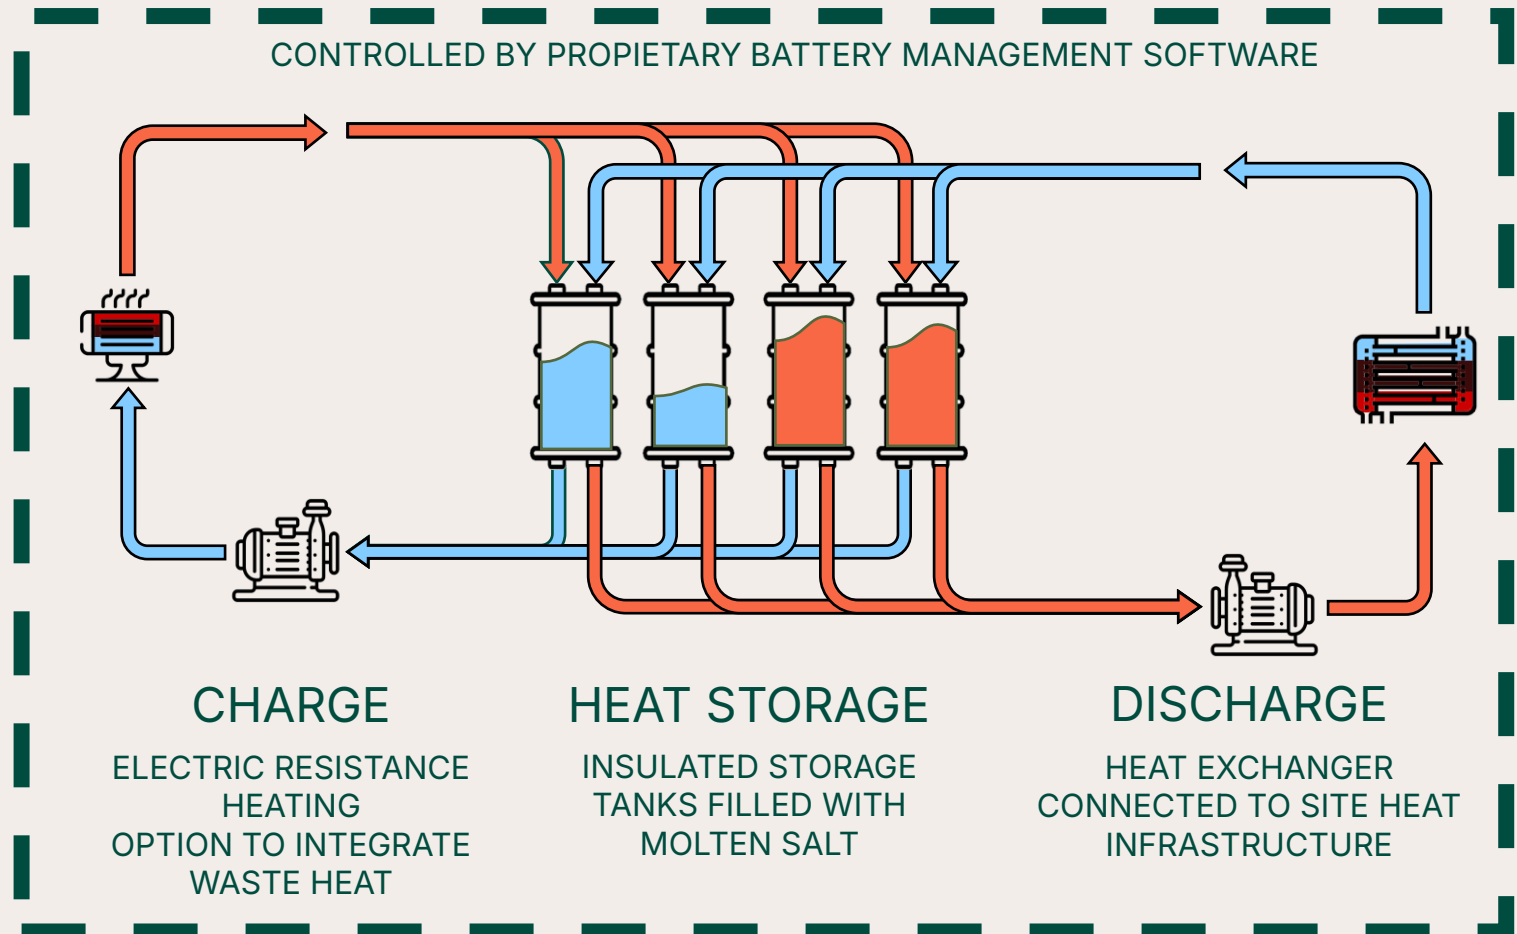 CONTROLLED BY PROPIETARY BATTERY MANAGEMENT SOFTWARE
CHARGE
ELECTRIC RESISTANCE
HEATING
OPTION TO INTEGRATE
WASTE HEAT
HEAT STORAGE
INSULATED STORAGE
TANKS FILLED WITH
MOLTEN SALT
DISCHARGE
HEAT EXCHANGER
CONNECTED TO SITE HEAT
INFRASTRUCTURE